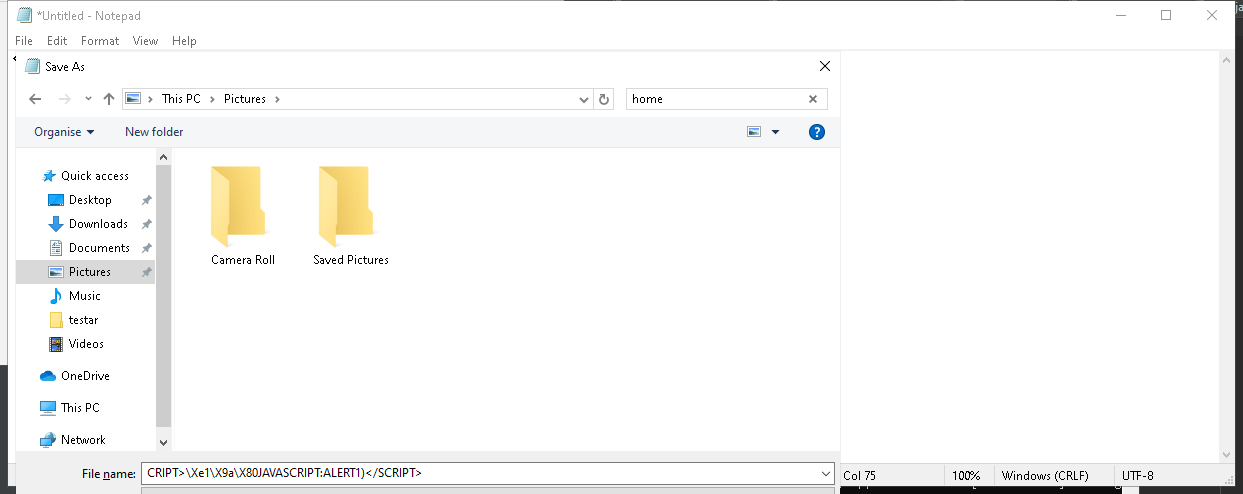 *Untitled - Notepad
File Edit Format View Help
Save As
This PC Pictures
home
Organise New folder
Quick access
Desktop
Downloads
Documents
Pictures
Music
testar
Videos
OneDrive
This PC
Network
Camera Roll Saved Pictures
File name: CRIPT>\Xe1\X9a\X80JAVASCRIPT:ALERT1)</SCRIPT>
Col 75 100% Windows (CRLF) UTF-8